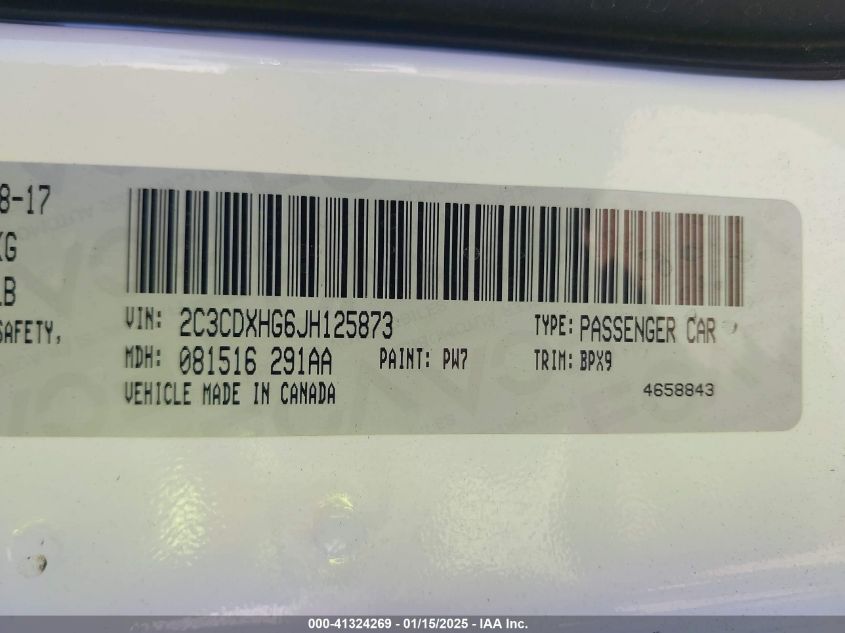 8-17
KG
LB
SAFETY,
VIN: 2C3CDXHG6JH125873 TYPE: PASSENGER CAR
MDH: 081516 291AA PAINT: PW7 TRIM: BPX9
VEHICLE MADE IN CANADA 4658843
000-41324269 - 01/15/2025 - IAA Inc.